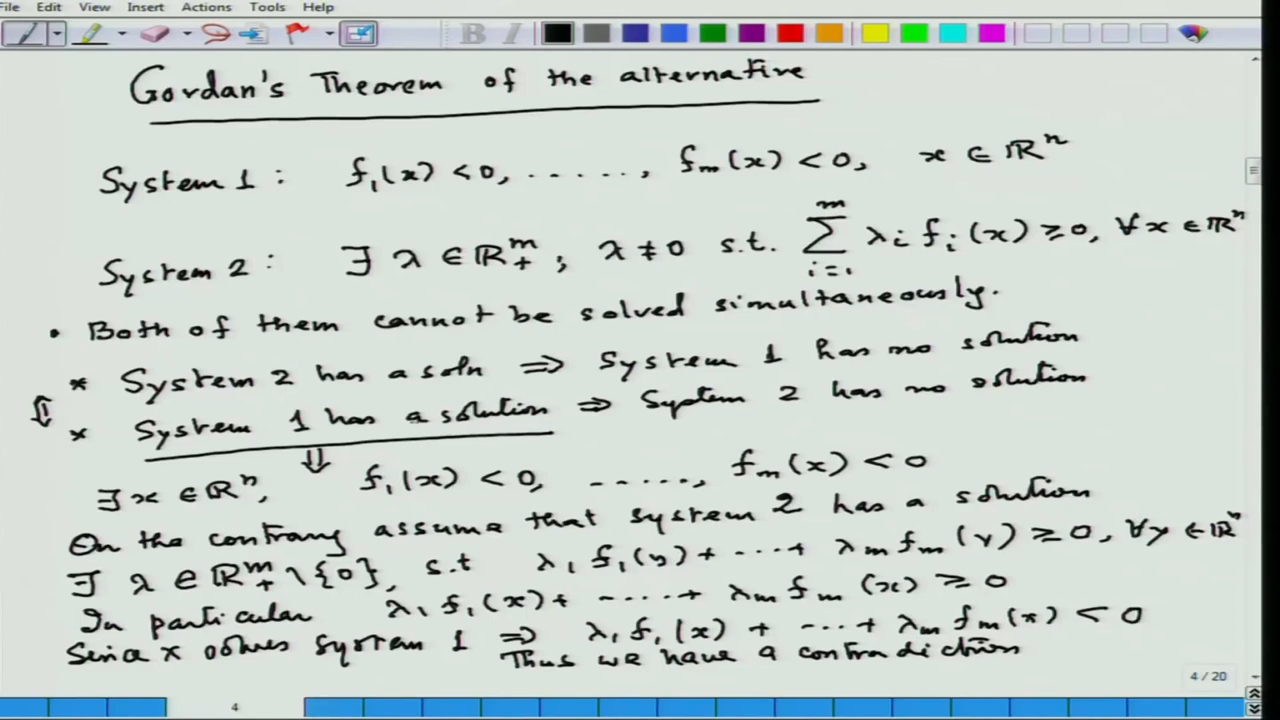 File Edit View Insert Actions Tools Help
B I
Gordan's Theorem of the alternative
System 1 : f₁(x) < 0, ......, fₘ(x) < 0, x ∈ ℝⁿ
System 2 : ∃ λ ∈ ℝ₊ᵐ, λ ≠ 0 s.t. ∑ᵢ₌₁ᵐ λᵢ fᵢ(x) ≥ 0, ∀x ∈ ℝⁿ
• Both of them cannot be solved simultaneously.
* System 2 has a soln ⇒ System 1 has no solution
⇕
* System 1 has a solution ⇒ System 2 has no solution
⇓
∃ x ∈ ℝⁿ, f₁(x) < 0, ......, fₘ(x) < 0
On the contrary assume that system 2 has a solution
∃ λ ∈ ℝ₊ᵐ \ {0}, s.t λ₁ f₁(y) + ...+ λₘ fₘ(y) ≥ 0, ∀y ∈ ℝⁿ
In particular λ₁ f₁(x) + .....+ λₘ fₘ(x) ≥ 0
Since x solves system 1 ⇒ λ₁ f₁(x) + ...+ λₘ fₘ(x) < 0
Thus we have a contradiction
4 / 20
4